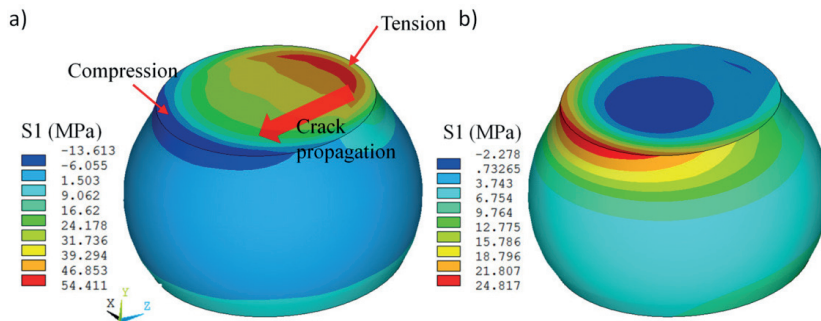 a)
Tension
Compression
Crack
propagation
S1 (MPa)
-13.613
-6.055
1.503
9.062
16.62
24.178
31.736
39.294
46.853
54.411
Y
X
Z
b)
S1 (MPa)
-2.278
.73265
3.743
6.754
9.764
12.775
15.786
18.796
21.807
24.817